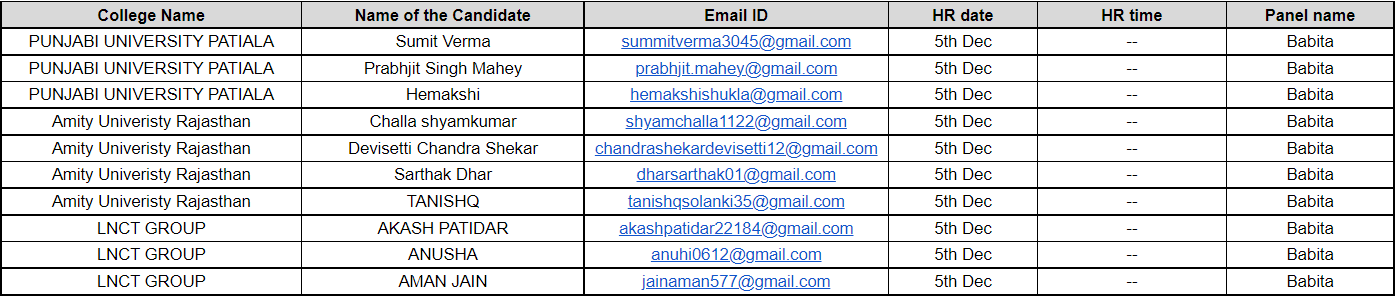 College Name Name of the Candidate Email ID HR date HR time Panel name
PUNJABI UNIVERSITY PATIALA Sumit Verma summitverma3045@gmail.com 5th Dec -- Babita
PUNJABI UNIVERSITY PATIALA Prabhjit Singh Mahey prabhjit.mahey@gmail.com 5th Dec -- Babita
PUNJABI UNIVERSITY PATIALA Hemakshi hemakshishukla@gmail.com 5th Dec -- Babita
Amity Univeristy Rajasthan Challa shyamkumar shyamchalla1122@gmail.com 5th Dec -- Babita
Amity Univeristy Rajasthan Devisetti Chandra Shekar chandrashekardevisetti12@gmail.com 5th Dec -- Babita
Amity Univeristy Rajasthan Sarthak Dhar dharsarthak01@gmail.com 5th Dec -- Babita
Amity Univeristy Rajasthan TANISHQ tanishqsolanki35@gmail.com 5th Dec -- Babita
LNCT GROUP AKASH PATIDAR akashpatidar22184@gmail.com 5th Dec -- Babita
LNCT GROUP ANUSHA anuhi0612@gmail.com 5th Dec -- Babita
LNCT GROUP AMAN JAIN jainaman577@gmail.com 5th Dec -- Babita